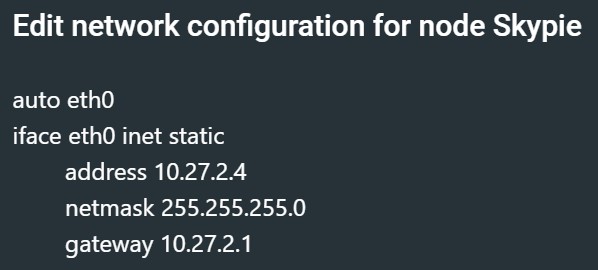 Edit network configuration for node Skypie
auto eth0
iface eth0 inet static
address 10.27.2.4
netmask 255.255.255.0
gateway 10.27.2.1